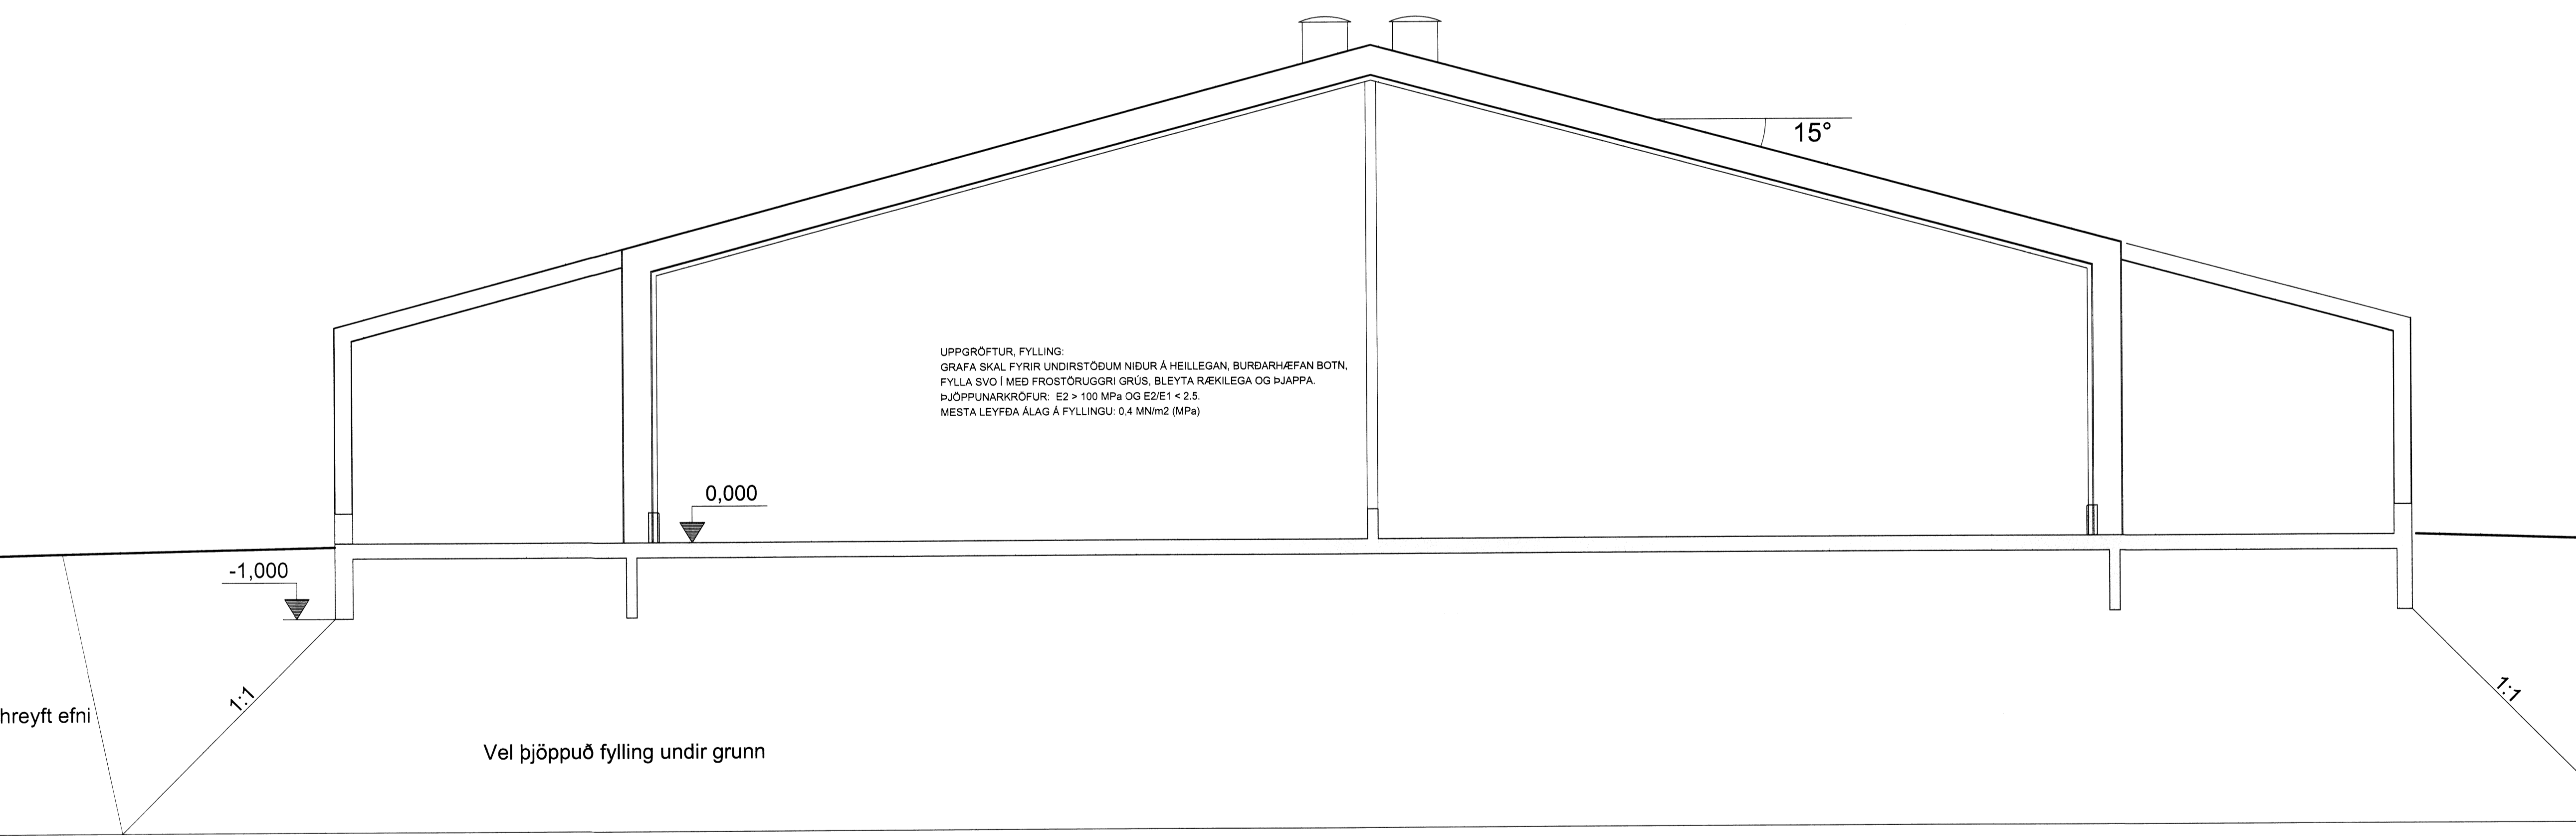 15°
UPPGRÖFTUR, FYLLING:
GRAFA SKAL FYRIR UNDIRSTÖÐUM NIÐUR Á HEILLEGAN, BURÐARHÆFAN BOTN,
FYLLA SVO Í MEÐ FROSTÖRUGGRI GRÚS, BLEYTA RÆKILEGA OG ÞJAPPA.
ÞJÖPPUNARKRÖFUR: E2 > 100 MPa OG E2/E1 < 2.5.
MESTA LEYFÐA ÁLAG Á FYLLINGU: 0,4 MN/m2 (MPa)
0,000
-1,000
1:1
1:1
hreyft efni
Vel þjöppuð fylling undir grunn